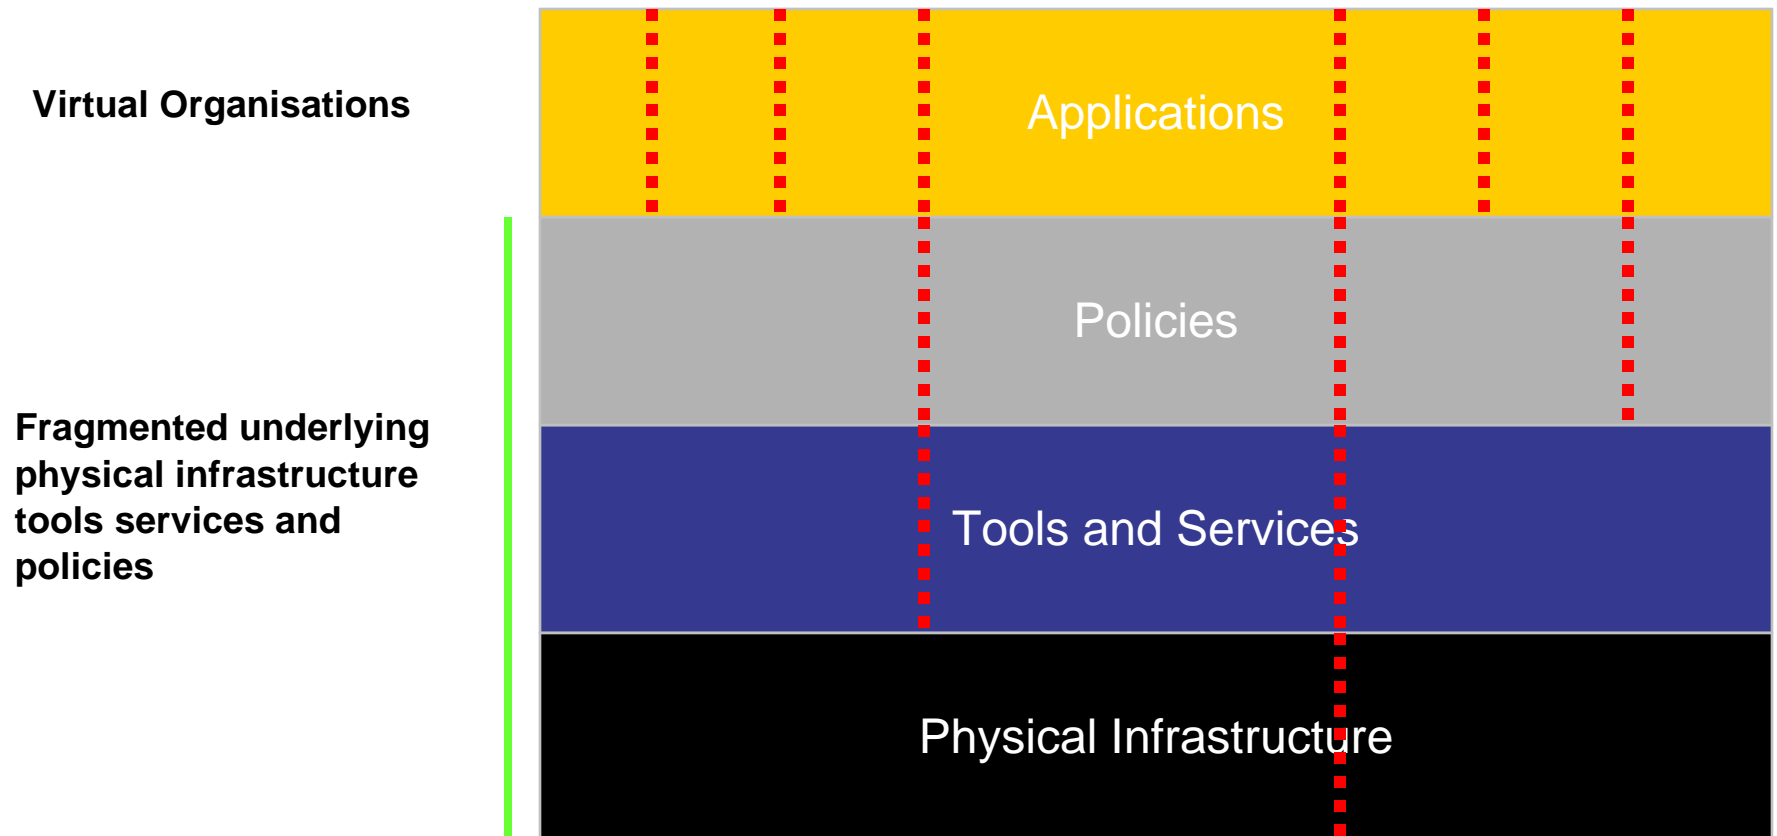 Virtual Organisations
Applications
Policies
Fragmented underlying
physical infrastructure
tools services and
policies
Tools and Services
Physical Infrastructure